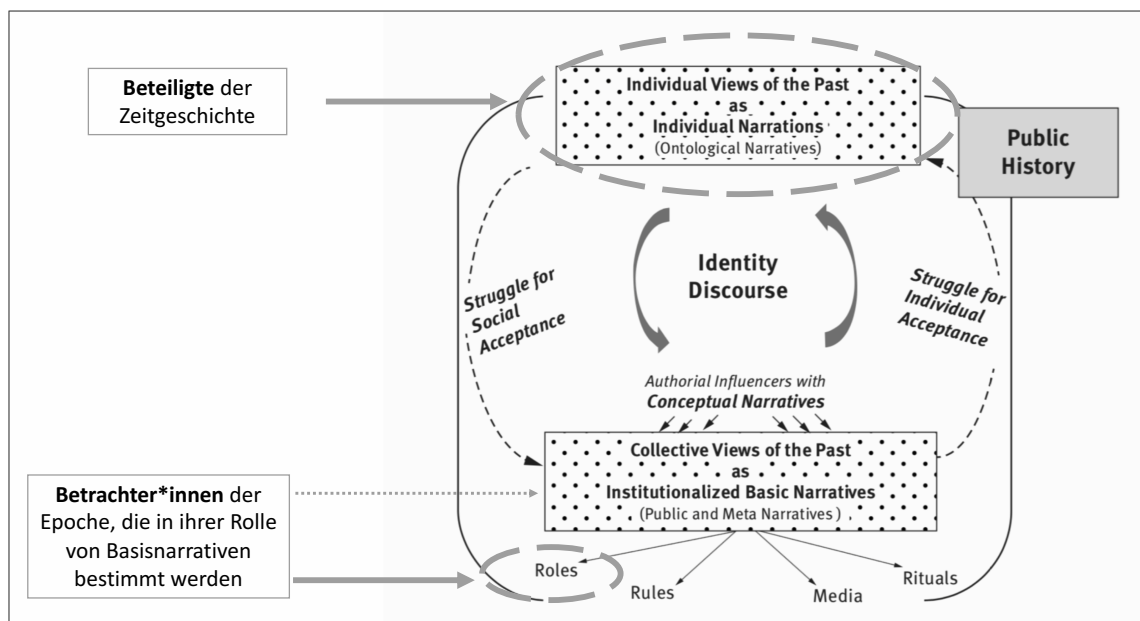 Beteiligte der
Zeitgeschichte
Individual Views of the Past
as
Individual Narrations
(Ontological Narratives)
Public
History
Identity
Discourse
Struggle for
Social
Acceptance
Struggle for
Individual
Acceptance
Authorial Influencers with
Conceptual Narratives
Collective Views of the Past
as
Institutionalized Basic Narratives
(Public and Meta Narratives )
Betrachter*innen der
Epoche, die in ihrer Rolle
von Basisnarrativen
bestimmt werden
Roles
Rules
Media
Rituals